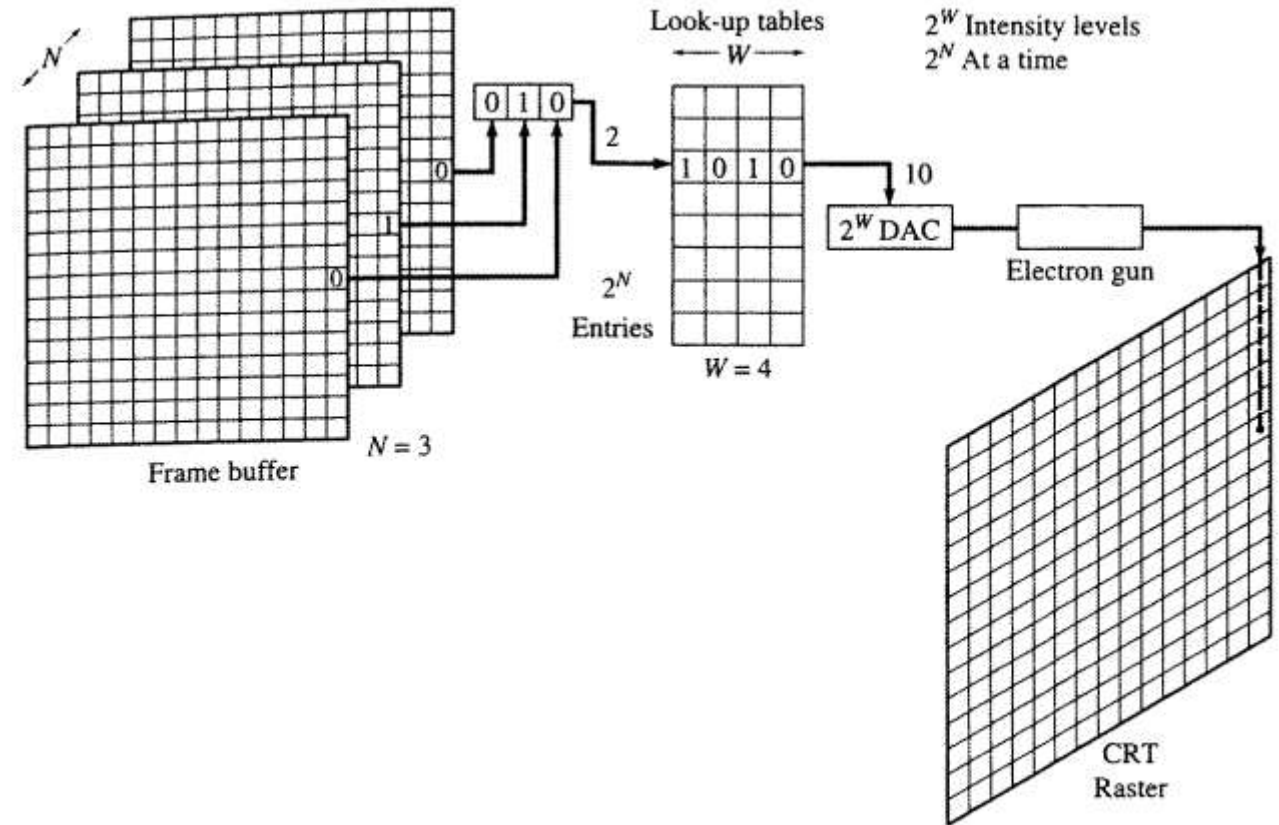 N
Look-up tables
W
2^W Intensity levels
2^N At a time
0 1 0
2
0
1
0
1 0 1 0
10
2^W DAC
Electron gun
2^N
Entries
W = 4
N = 3
Frame buffer
CRT
Raster